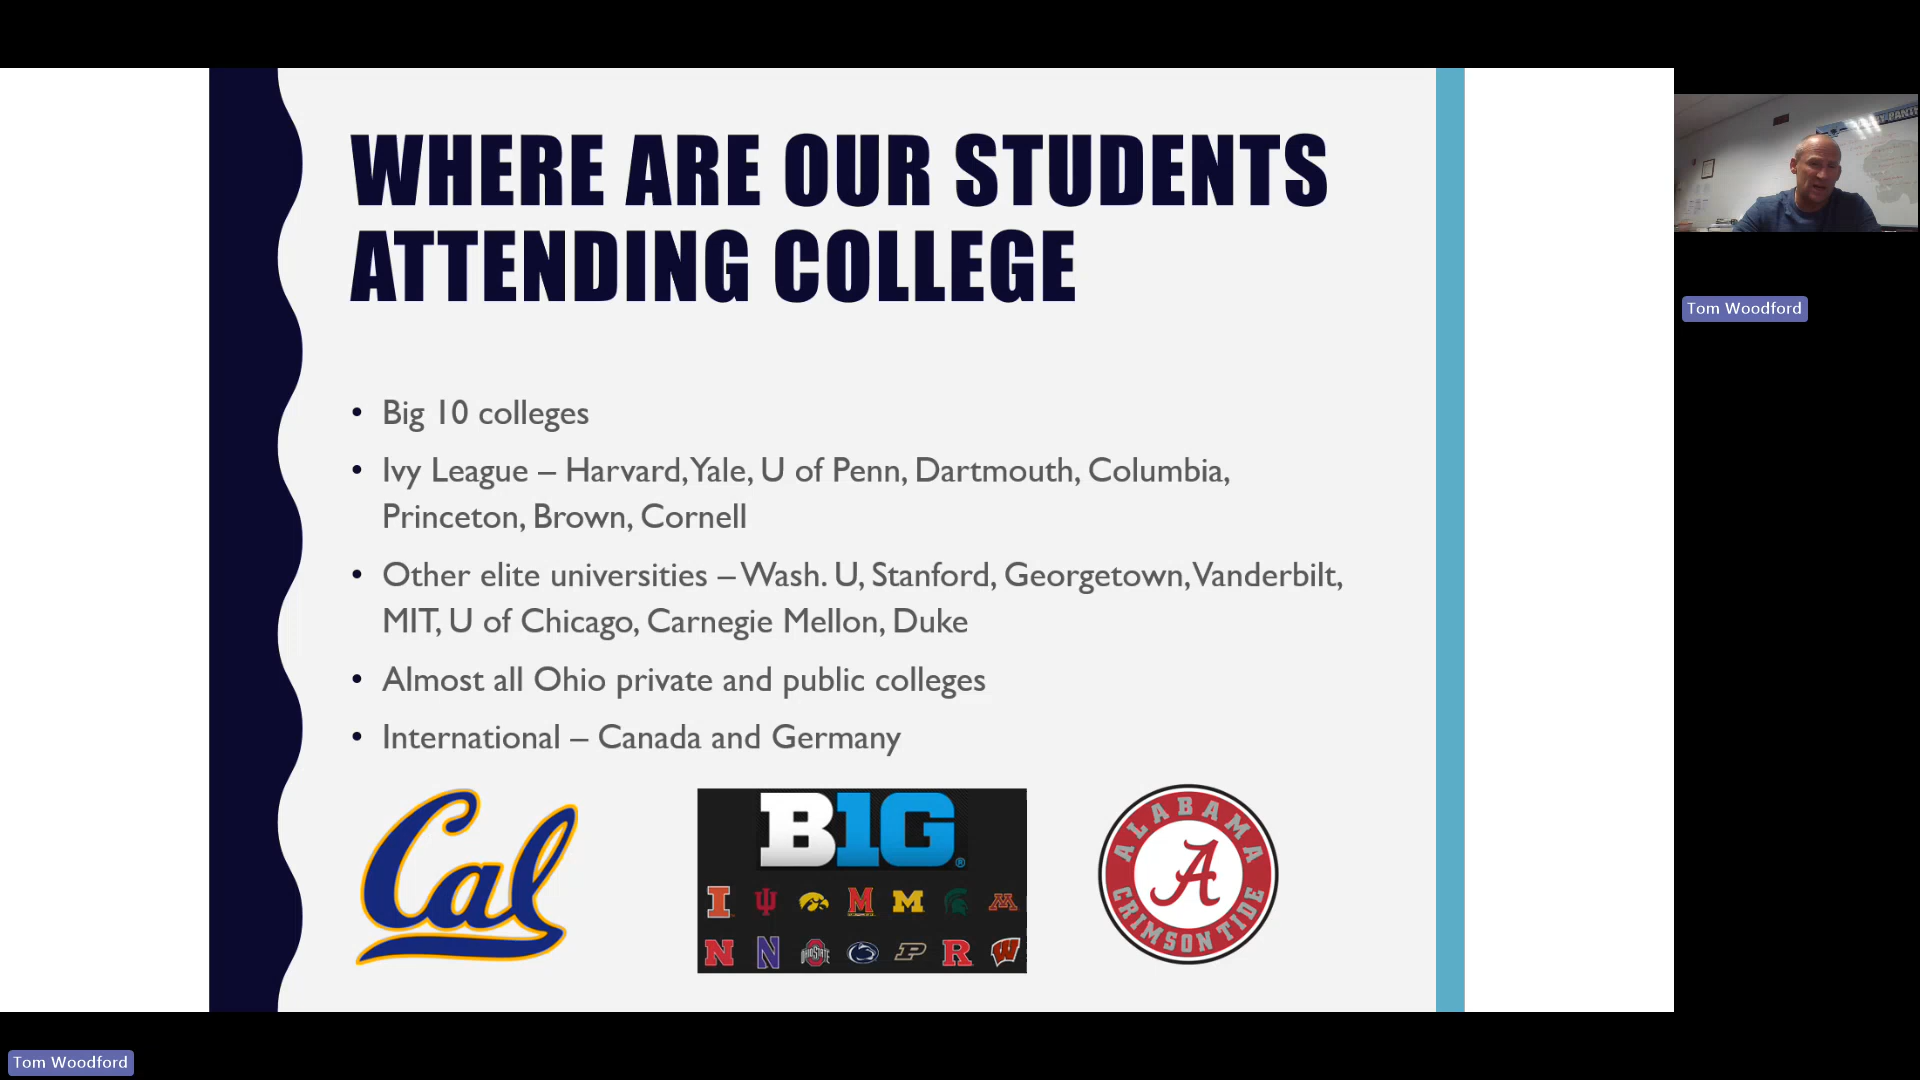 WHERE ARE OUR STUDENTS
ATTENDING COLLEGE
• Big 10 colleges
• Ivy League – Harvard, Yale, U of Penn, Dartmouth, Columbia,
Princeton, Brown, Cornell
• Other elite universities – Wash. U, Stanford, Georgetown, Vanderbilt,
MIT, U of Chicago, Carnegie Mellon, Duke
• Almost all Ohio private and public colleges
• International – Canada and Germany
Cal
B1G
ALABAMA
A
CRIMSON TIDE
I
M
M
M
N
N
OHIO STATE
P
R
W
Tom Woodford
Tom Woodford